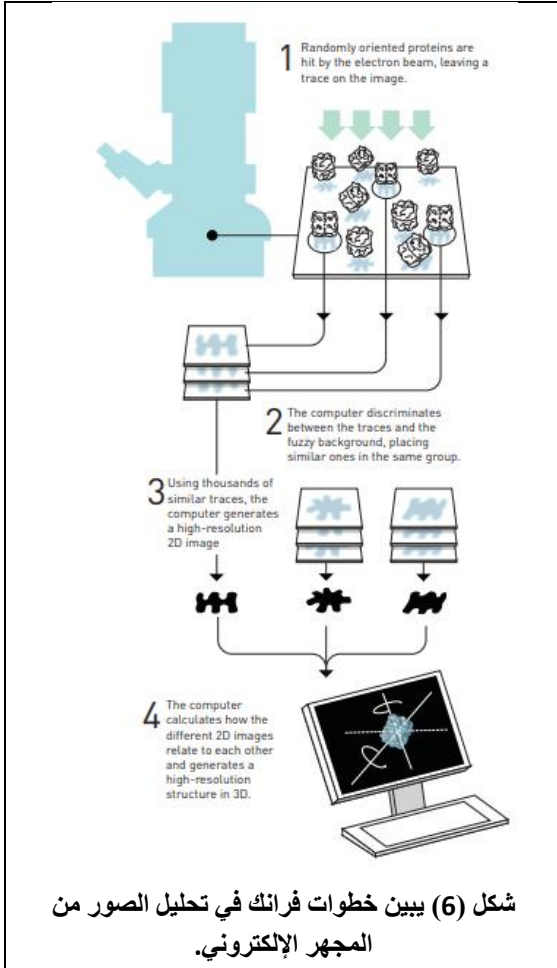 1 Randomly oriented proteins are
hit by the electron beam, leaving a
trace on the image.
2 The computer discriminates
between the traces and the
fuzzy background, placing
similar ones in the same group.
3 Using thousands of
similar traces, the
computer generates
a high-resolution
2D image
4 The computer
calculates how the
different 2D images
relate to each other
and generates a
high-resolution
structure in 3D.
شكل (6) يبين خطوات فرانك في تحليل الصور من
المجهر الإلكتروني.